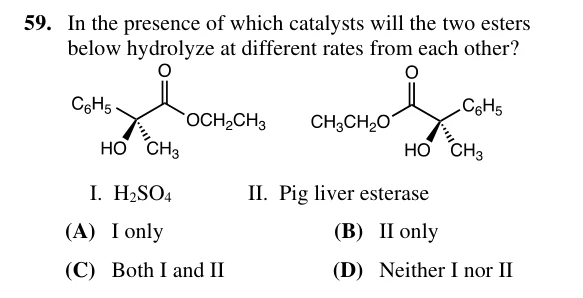 59. In the presence of which catalysts will the two esters
below hydrolyze at different rates from each other?
O
C₆H₅
OCH₂CH₃
HO CH₃
O
C₆H₅
CH₃CH₂O
HO CH₃
I. H₂SO₄ II. Pig liver esterase
(A) I only (B) II only
(C) Both I and II (D) Neither I nor II